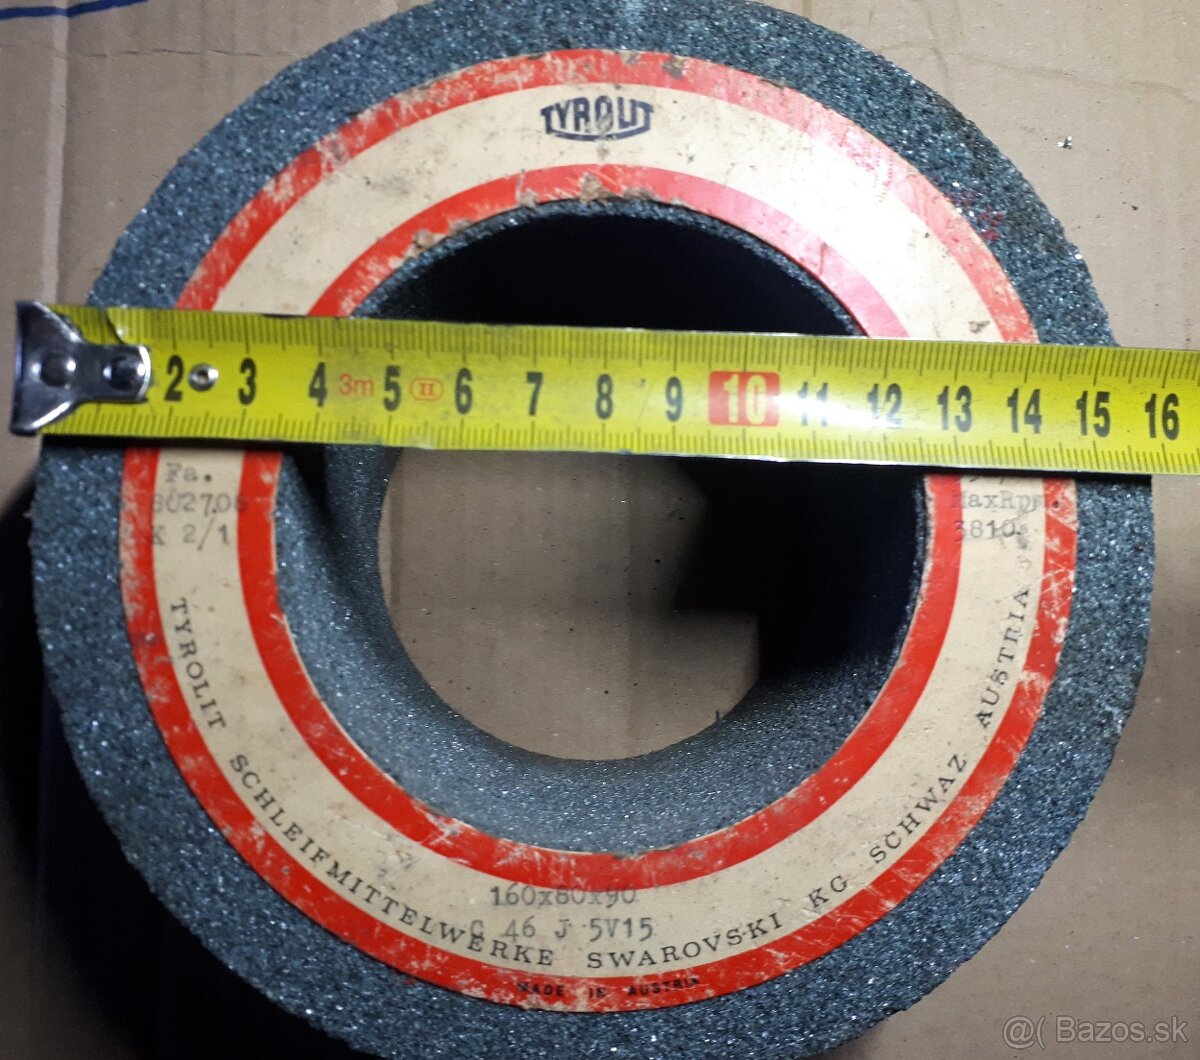 TYROLIT
2 3 4 3m 5 II 6 7 8 9 10 11 12 13 14 15 16
Fa.
802706
K 2/1
MaxRpm.
3810
160x80x90
C 46 J 5V15
TYROLIT SCHLEIFMITTELWERKE SWAROVSKI KG SCHWAZ AUSTRIA
MADE IN AUSTRIA
@( Bazos.sk